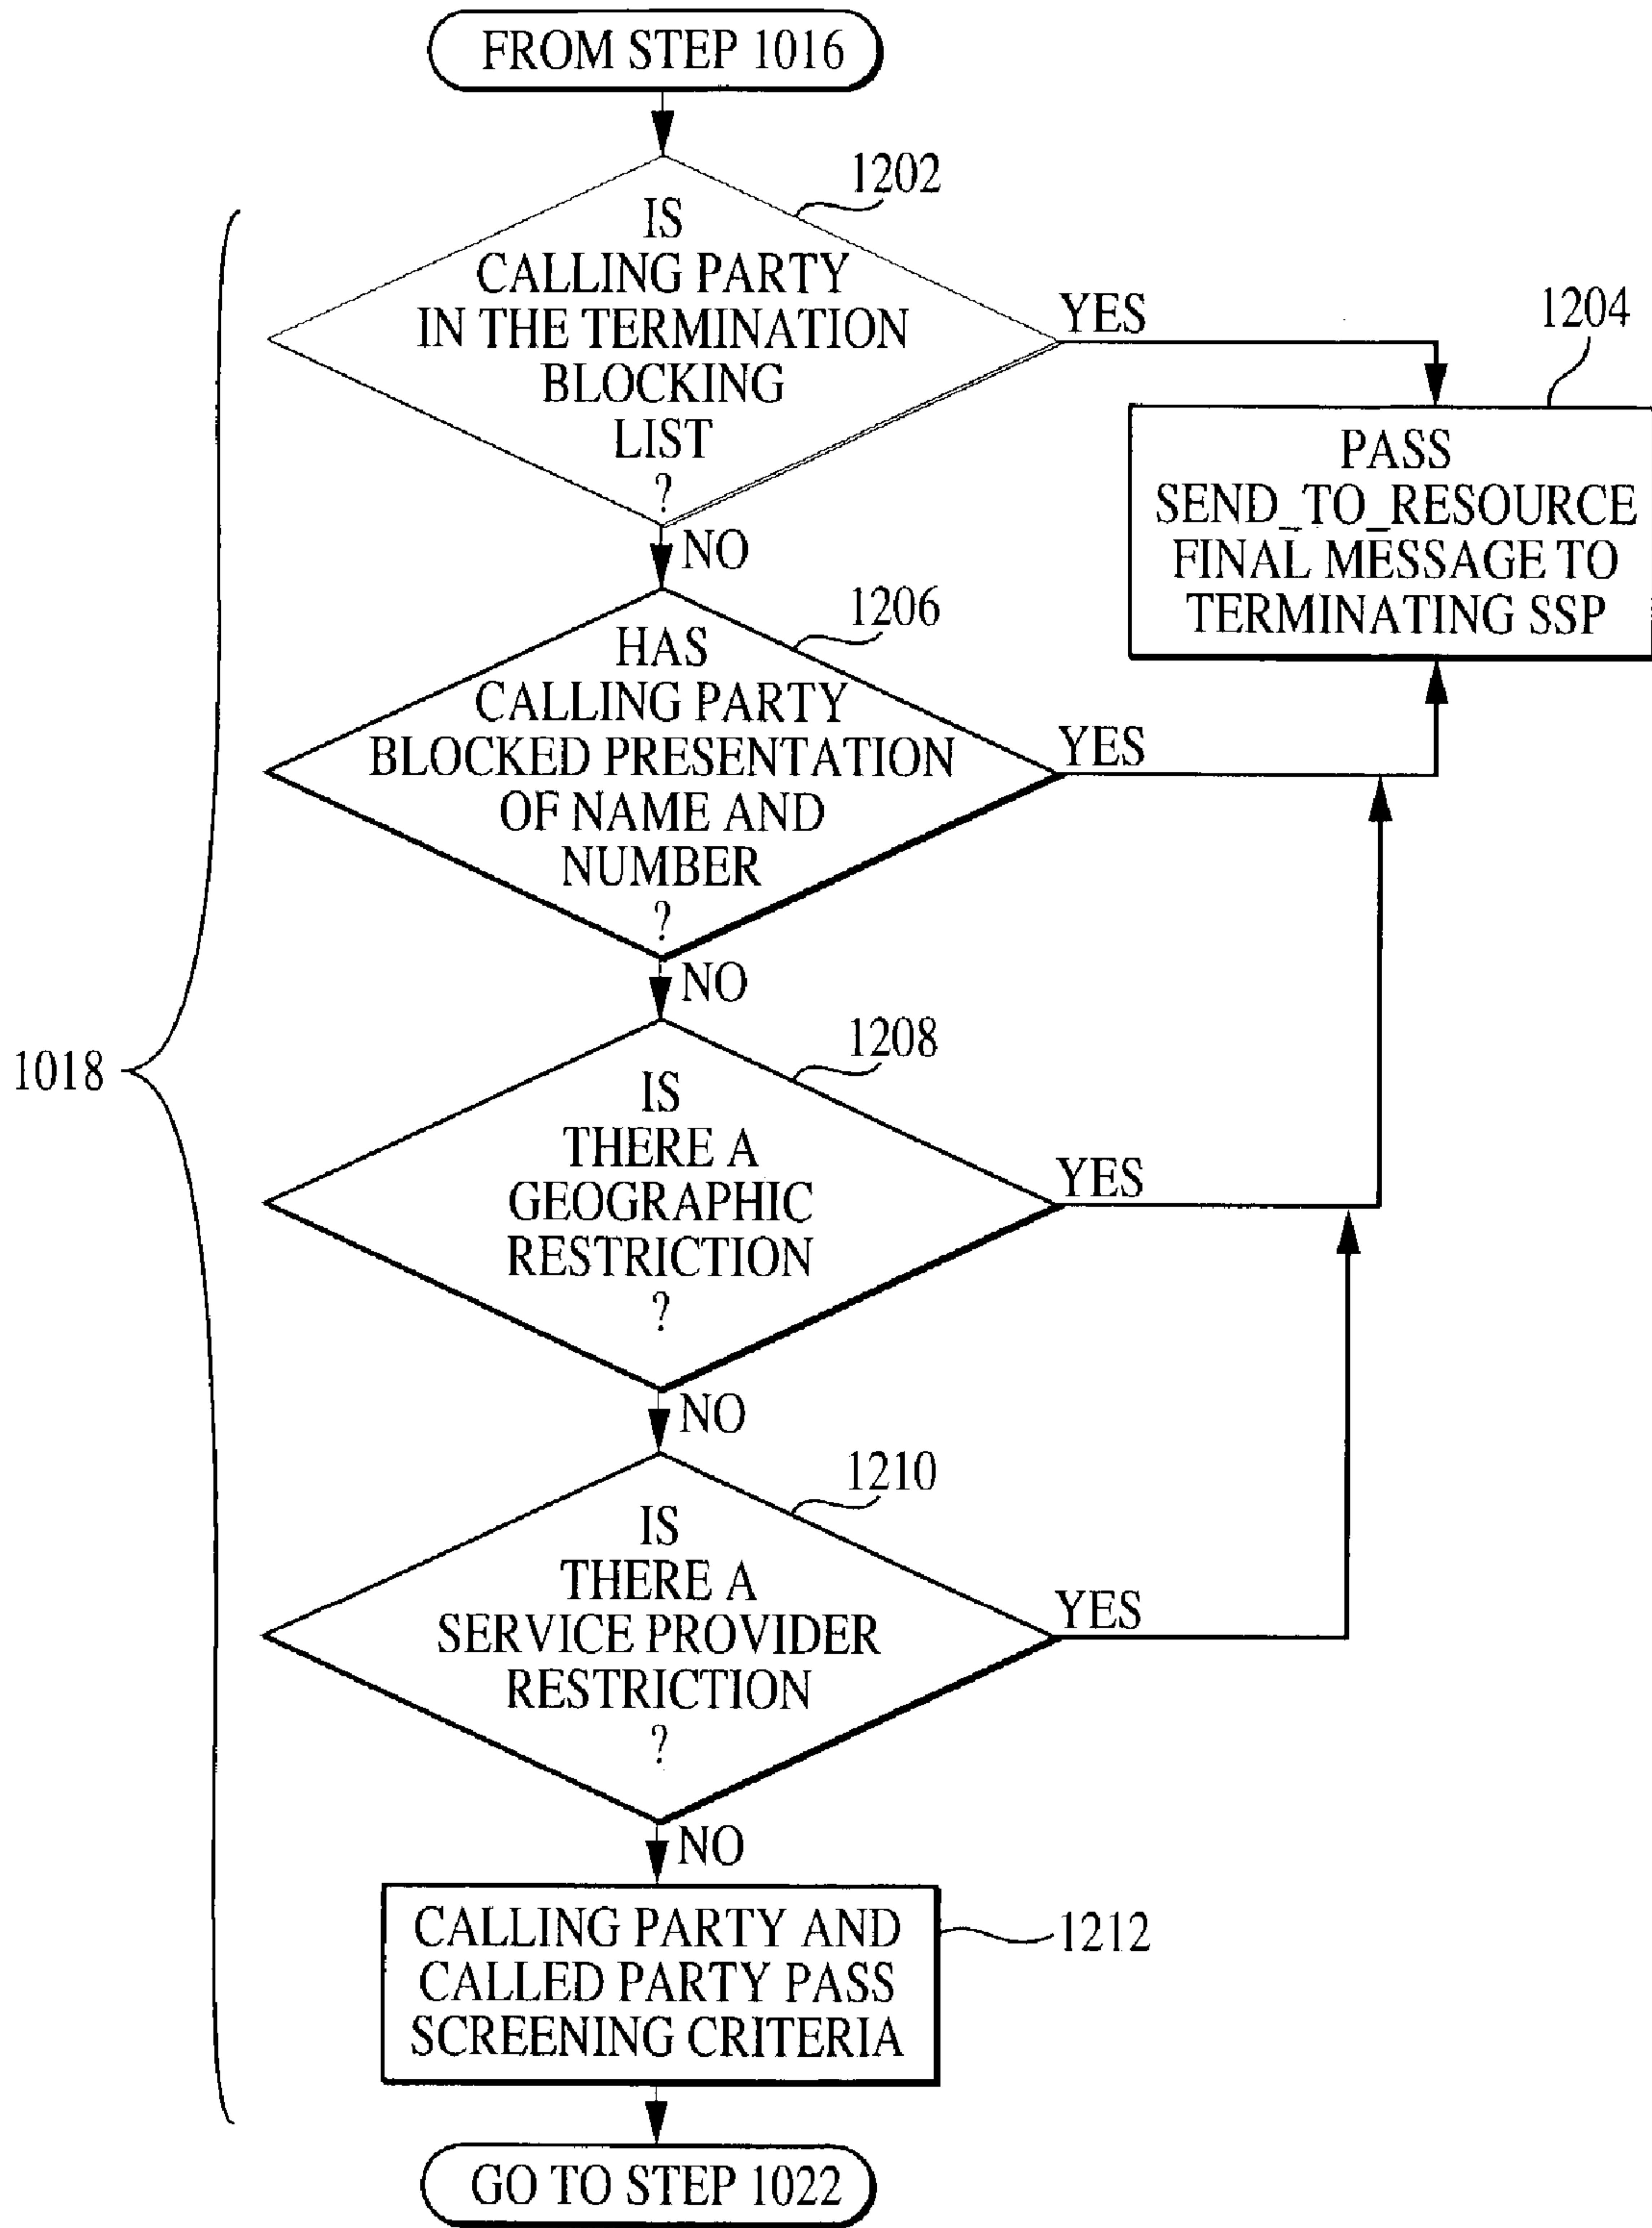 FROM STEP 1016
1202
IS
CALLING PARTY
IN THE TERMINATION
BLOCKING
LIST
?
YES
NO
1204
PASS
SEND_TO_RESOURCE
FINAL MESSAGE TO
TERMINATING SSP
1206
HAS
CALLING PARTY
BLOCKED PRESENTATION
OF NAME AND
NUMBER
?
YES
NO
1018
1208
IS
THERE A
GEOGRAPHIC
RESTRICTION
?
YES
NO
1210
IS
THERE A
SERVICE PROVIDER
RESTRICTION
?
YES
NO
CALLING PARTY AND
CALLED PARTY PASS
SCREENING CRITERIA
1212
GO TO STEP 1022